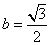 b = √3/2